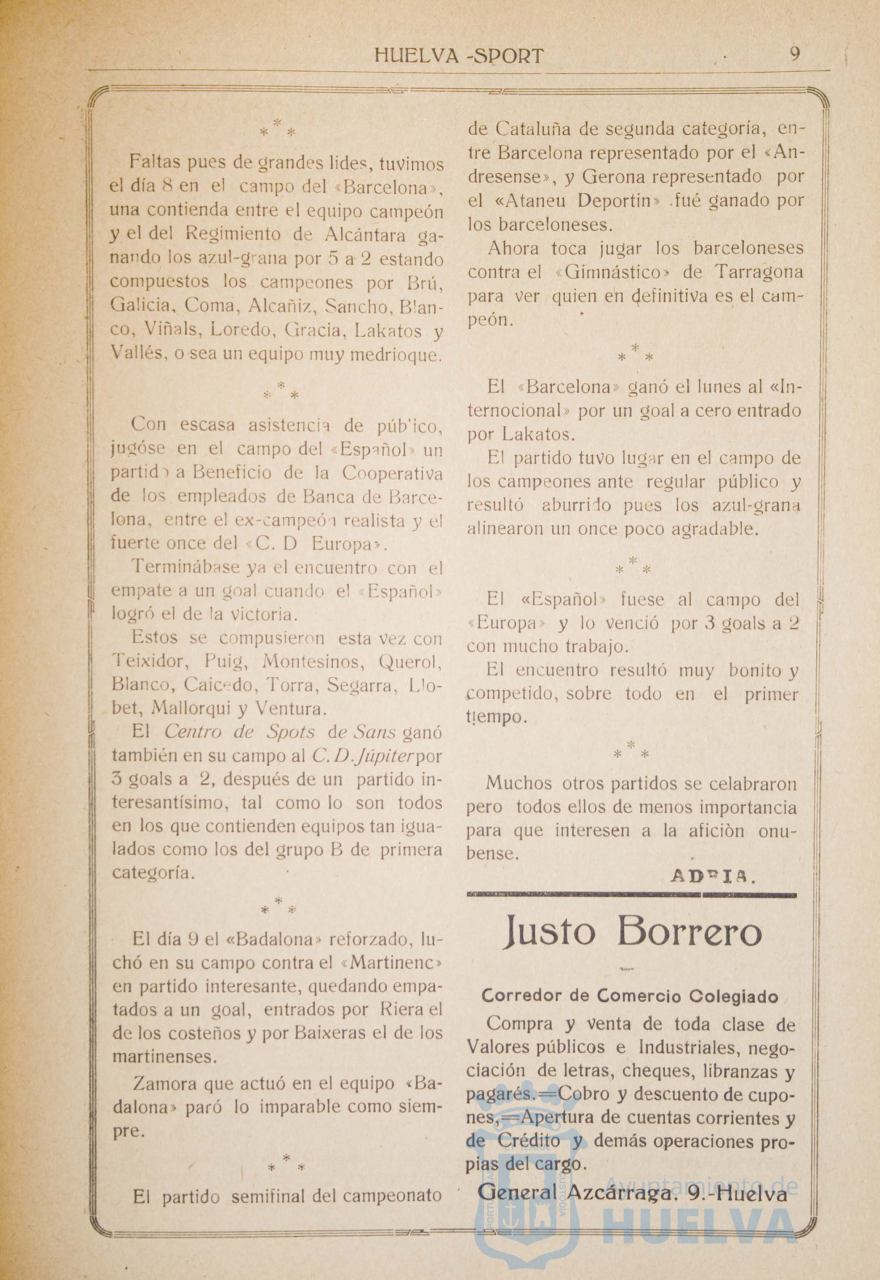 HUELVA -SPORT
9
* * *
Faltas pues de grandes lides, tuvimos
el día 8 en el campo del «Barcelona»,
una contienda entre el equipo campeón
y el del Regimiento de Alcántara ga-
nando los azul-grana por 5 a 2 estando
compuestos los campeones por Brú,
Galicia, Coma, Alcañiz, Sancho, Blan-
co, Viñals, Loredo, Gracia, Lakatos y
Vallés, o sea un equipo muy medrioque.
* * *
Con escasa asistencia de púb'ico,
jugóse en el campo del «Español» un
partido a Beneficio de la Cooperativa
de los empleados de Banca de Barce-
lona, entre el ex-campeón realista y el
fuerte once del «C. D Europa».
Terminábase ya el encuentro con el
empate a un goal cuando el «Español»
logró el de la victoria.
Estos se compusieron esta vez con
Teixidor, Puig, Montesinos, Querol,
Blanco, Caicedo, Torra, Segarra, Llo-
bet, Mallorqui y Ventura.
El Centro de Spots de Sans ganó
también en su campo al C. D. Júpiter por
3 goals a 2, después de un partido in-
teresantísimo, tal como lo son todos
en los que contienden equipos tan igua-
lados como los del grupo B de primera
categoría.
* * *
El día 9 el «Badalona» reforzado, lu-
chó en su campo contra el «Martinenc»
en partido interesante, quedando empa-
tados a un goal, entrados por Riera el
de los costeños y por Baixeras el de los
martinenses.
Zamora que actuó en el equipo «Ba-
dalona» paró lo imparable como siem-
pre.
* * *
El partido semifinal del campeonato
de Cataluña de segunda categoría, en-
tre Barcelona representado por el «An-
dresense», y Gerona representado por
el «Ataneu Deportin» .fué ganado por
los barceloneses.
Ahora toca jugar los barceloneses
contra el «Gimnástico» de Tarragona
para ver quien en definitiva es el cam-
peón.
* * *
El «Barcelona» ganó el lunes al «In-
ternocional» por un goal a cero entrado
por Lakatos.
El partido tuvo lugar en el campo de
los campeones ante regular público y
resultó aburrido pues los azul-grana
alinearon un once poco agradable.
* * *
El «Español» fuese al campo del
«Europa» y lo venció por 3 goals a 2
con mucho trabajo.
El encuentro resultó muy bonito y
competido, sobre todo en el primer
tiempo.
* * *
Muchos otros partidos se celabraron
pero todos ellos de menos importancia
para que interesen a la aficiòn onu-
bense.
ADRIA.
Justo Borrero
Corredor de Comercio Colegiado
Compra y venta de toda clase de
Valores públicos e Industriales, nego-
ciación de letras, cheques, libranzas y
pagarés.=Cobro y descuento de cupo-
nes,=Apertura de cuentas corrientes y
de Crédito y demás operaciones pro-
pias del cargo.
General Azcárraga. 9.-Huelva
Ayuntamiento de
HUELVA